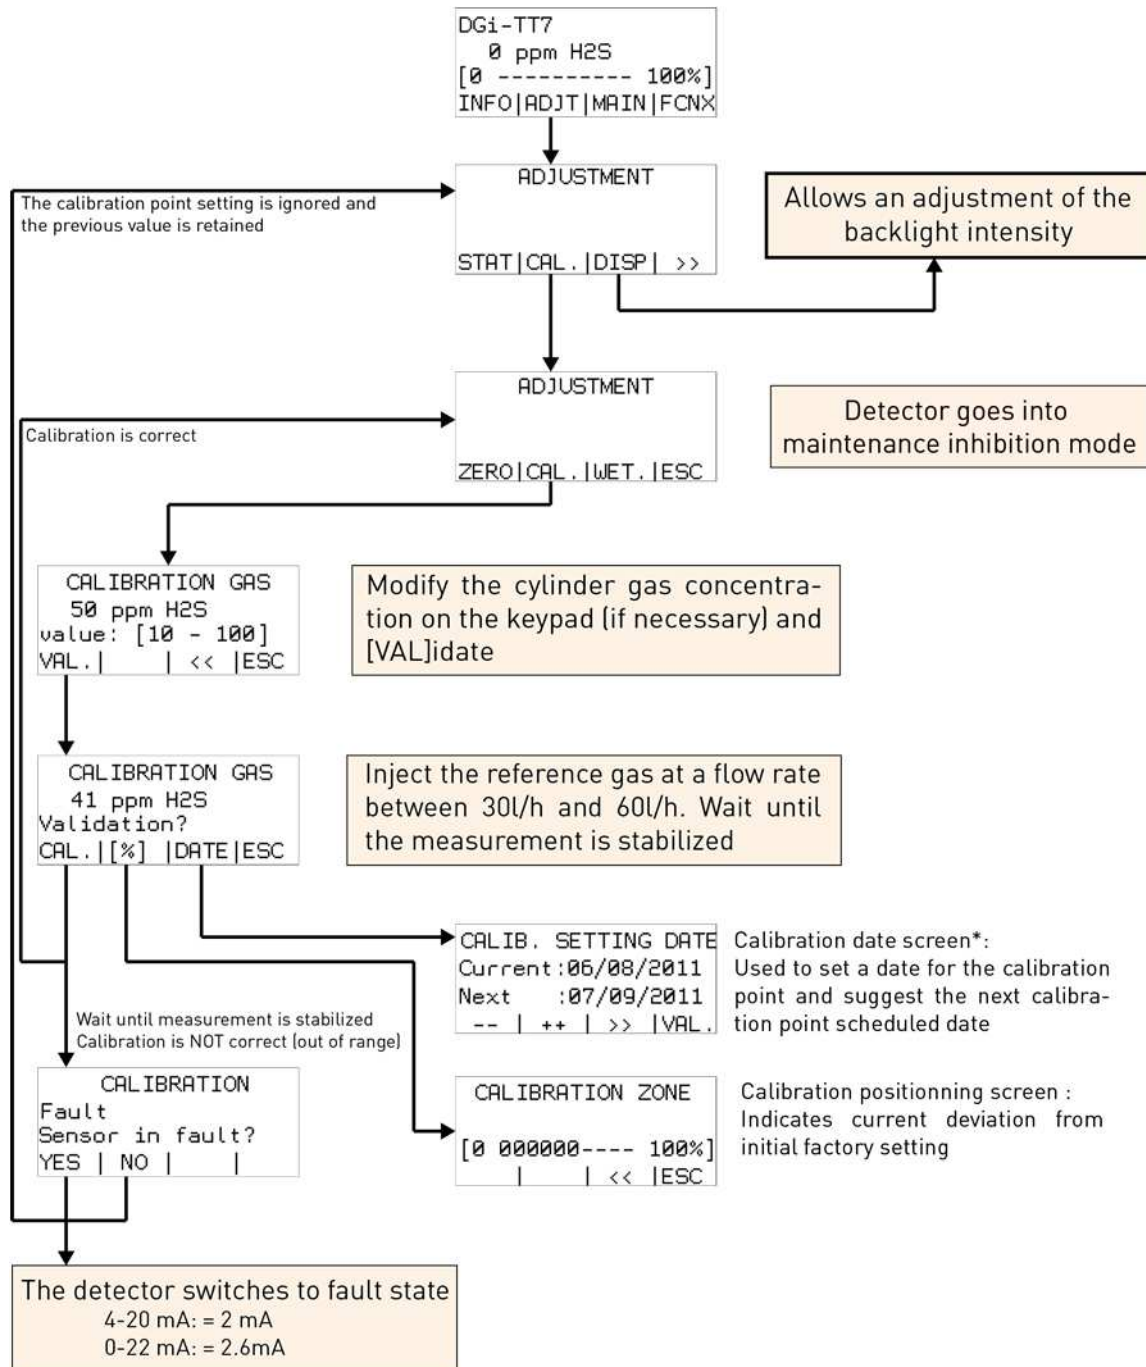 DGi-TT7
0 ppm H2S
[0 ---------- 100%]
INFO|ADJT|MAIN|FCNX
The calibration point setting is ignored and
the previous value is retained
ADJUSTMENT
STAT|CAL.|DISP| >>
Allows an adjustment of the
backlight intensity
Calibration is correct
ADJUSTMENT
ZERO|CAL.|WET.|ESC
Detector goes into
maintenance inhibition mode
CALIBRATION GAS
50 ppm H2S
value: [10 - 100]
VAL.| | << |ESC
Modify the cylinder gas concentra-
tion on the keypad (if necessary) and
[VAL]idate
CALIBRATION GAS
41 ppm H2S
Validation?
CAL.|[%] |DATE|ESC
Inject the reference gas at a flow rate
between 30l/h and 60l/h. Wait until
the measurement is stabilized
CALIB. SETTING DATE
Current:06/08/2011
Next :07/09/2011
-- | ++ | >> |VAL.
Calibration date screen*:
Used to set a date for the calibration
point and suggest the next calibra-
tion point scheduled date
Wait until measurement is stabilized
Calibration is NOT correct (out of range)
CALIBRATION
Fault
Sensor in fault?
YES | NO | |
CALIBRATION ZONE
[0 000000---- 100%]
| | << |ESC
Calibration positionning screen :
Indicates current deviation from
initial factory setting
The detector switches to fault state
4-20 mA: = 2 mA
0-22 mA: = 2.6mA